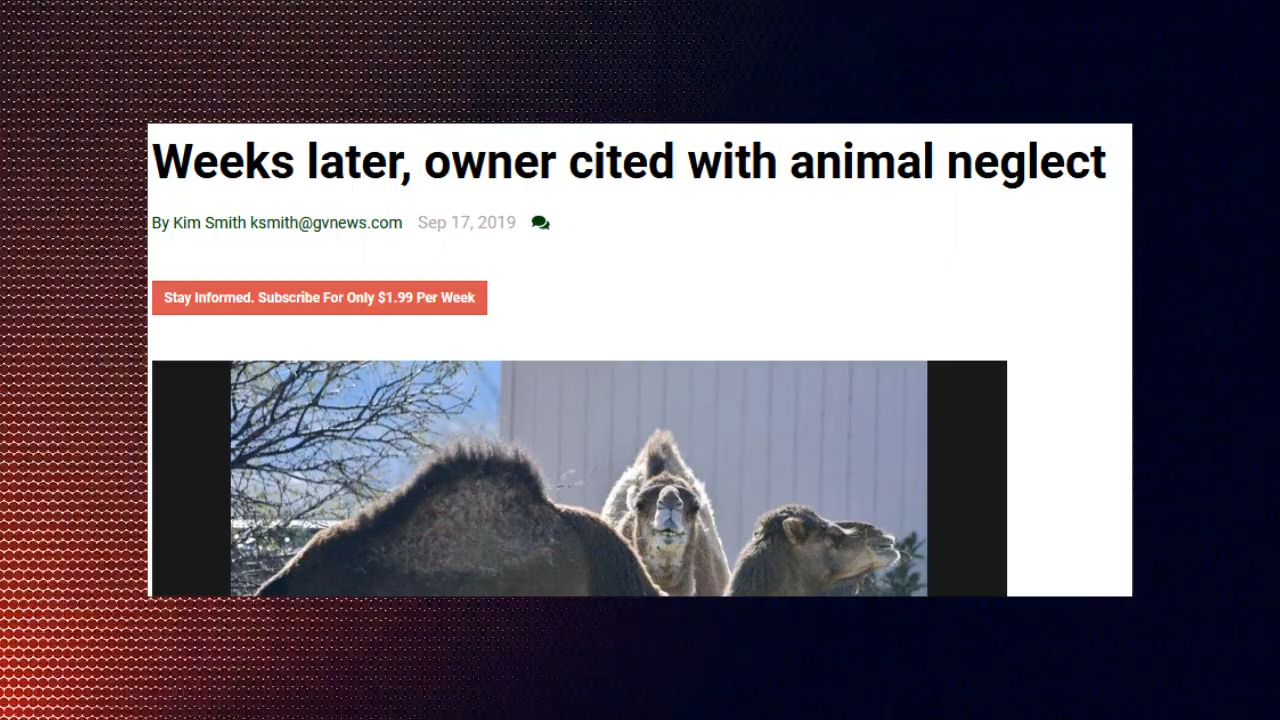 Weeks later, owner cited with animal neglect
By Kim Smith ksmith@gvnews.com Sep 17, 2019
Stay Informed. Subscribe For Only $1.99 Per Week